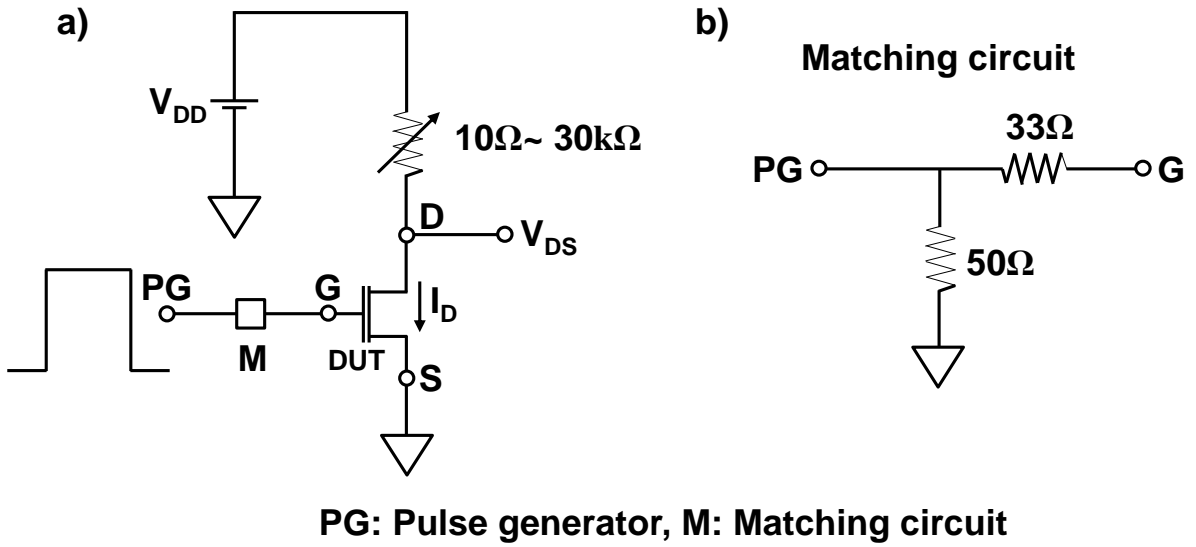 a)
V_DD
10Ω~ 30kΩ
D
V_DS
PG
G
I_D
M
DUT
S
b)
Matching circuit
33Ω
PG
G
50Ω
PG: Pulse generator, M: Matching circuit